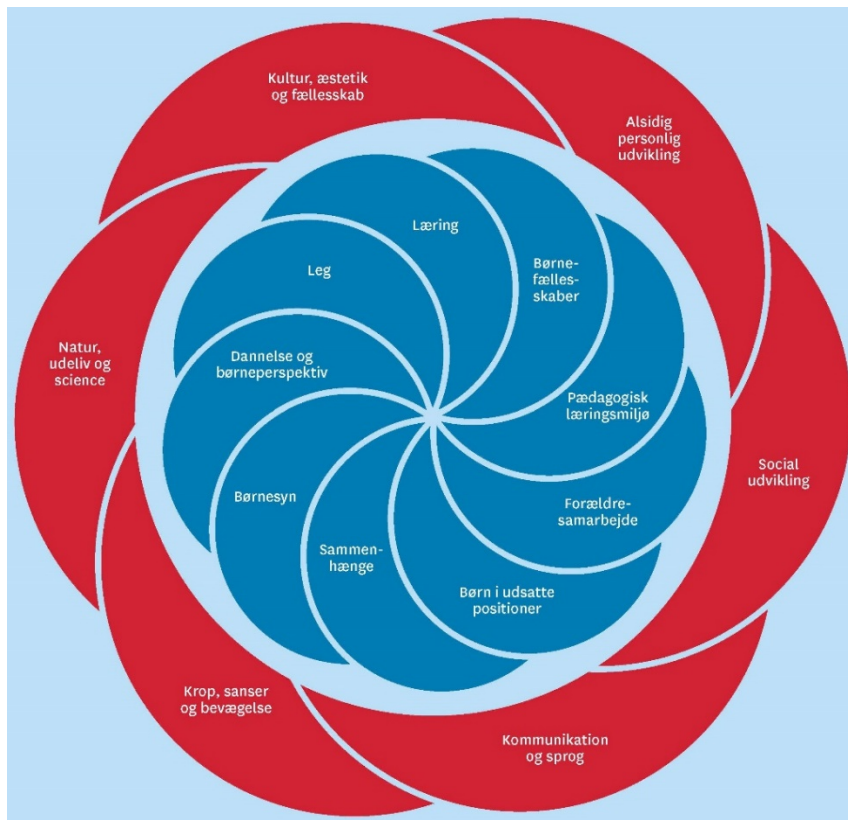 Kultur, æstetik
og fællesskab
Alsidig
personlig
udvikling
Social
udvikling
Kommunikation
og sprog
Krop, sanser
og bevægelse
Natur,
udeliv og
science
Læring
Børne-
fælles-
skaber
Pædagogisk
læringsmiljø
Forældre-
samarbejde
Børn i udsatte
positioner
Sammen-
hænge
Børnesyn
Dannelse og
børneperspektiv
Leg